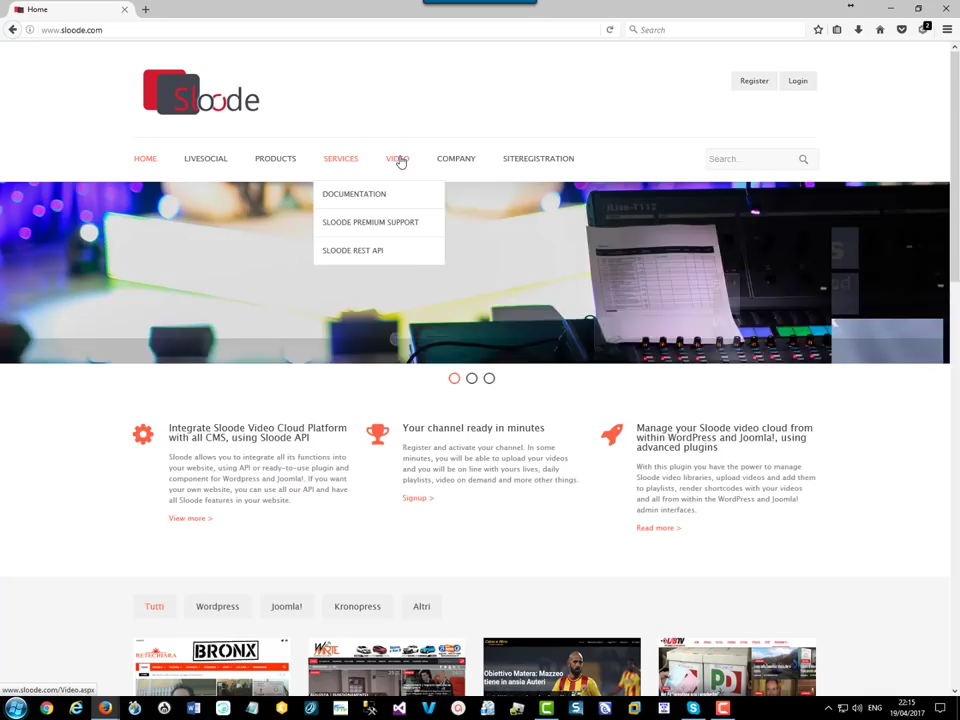 Home
www.sloode.com
Search
2
Sloode
Register
Login
HOME
LIVESOCIAL
PRODUCTS
SERVICES
VIDEO
COMPANY
SITEREGISTRATION
Search...
DOCUMENTATION
SLOODE PREMIUM SUPPORT
SLOODE REST API
iLive-T112
Integrate Sloode Video Cloud Platform
with all CMS, using Sloode API
Sloode allows you to integrate all its functions into
your website, using API or ready-to-use plugin and
component for Wordpress and Joomla!. If you want
your own website, you can use all our API and have
all Sloode features in your website.
View more >
Your channel ready in minutes
Register and activate your channel. In some
minutes, you will be able to upload your videos
and you will be on line with yours lives, daily
playlists, video on demand and more other things.
Signup >
Manage your Sloode video cloud from
within WordPress and Joomla!, using
advanced plugins
With this plugin you have the power to manage
Sloode video libraries, upload videos and add them
to playlists, render shortcodes with your videos
and all from within the WordPress and Joomla!
admin interfaces.
Read more >
Tutti
Wordpress
Joomla!
Kronopress
Altri
RETECHIARA
BRONX
Obiettivo Matera: Mazzeo
tiene in ansia Auteri
PD
www.sloode.com/Video.aspx
ENG
22:15
19/04/2017